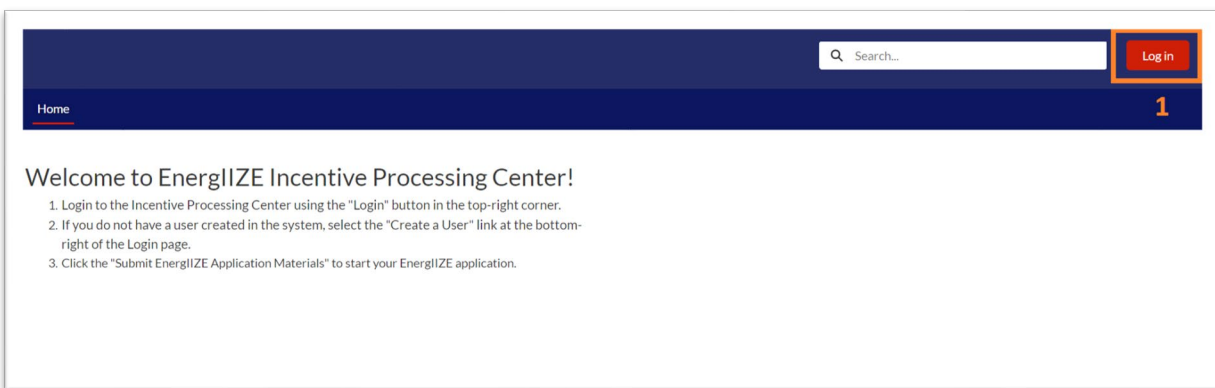 Search...
Log in
Home
1
Welcome to EnergIIZE Incentive Processing Center!
1. Login to the Incentive Processing Center using the "Login" button in the top-right corner.
2. If you do not have a user created in the system, select the "Create a User" link at the bottom-
right of the Login page.
3. Click the "Submit EnergIIZE Application Materials" to start your EnergIIZE application.